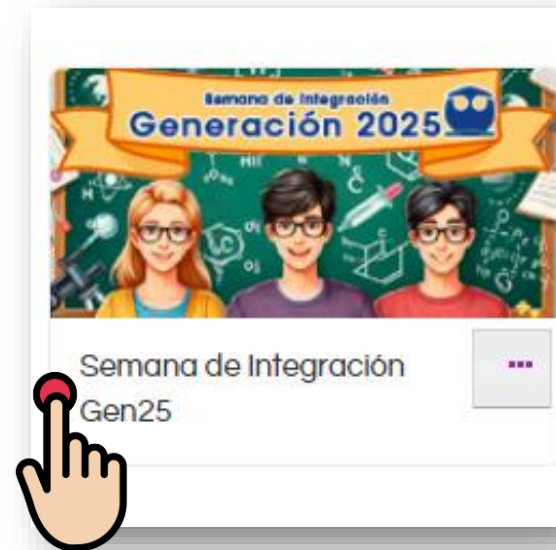 Semana de Integración
Generación 2025
Semana de Integración
Gen25